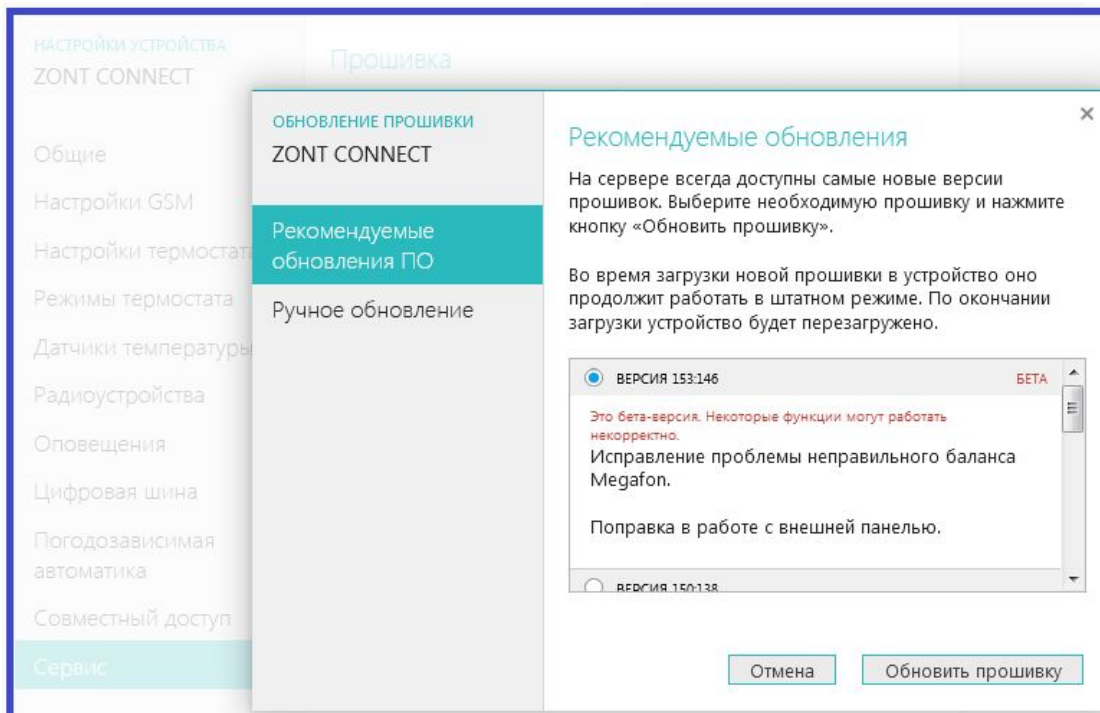 НАСТРОЙКИ УСТРОЙСТВА
ZONT CONNECT
Общие
Настройки GSM
Настройки термостата
Режимы термостата
Датчики температуры
Радиоустройства
Оповещения
Цифровая шина
Погодозависимая
автоматика
Совместный доступ
Сервис
Прошивка
ОБНОВЛЕНИЕ ПРОШИВКИ
ZONT CONNECT
Рекомендуемые
обновления ПО
Ручное обновление
×
Рекомендуемые обновления
На сервере всегда доступны самые новые версии
прошивок. Выберите необходимую прошивку и нажмите
кнопку «Обновить прошивку».
Во время загрузки новой прошивки в устройство оно
продолжит работать в штатном режиме. По окончании
загрузки устройство будет перезагружено.
ВЕРСИЯ 153:146 БЕТА
Это бета-версия. Некоторые функции могут работать
некорректно.
Исправление проблемы неправильного баланса
Megafon.
Поправка в работе с внешней панелью.
ВЕРСИЯ 150:138
Отмена Обновить прошивку